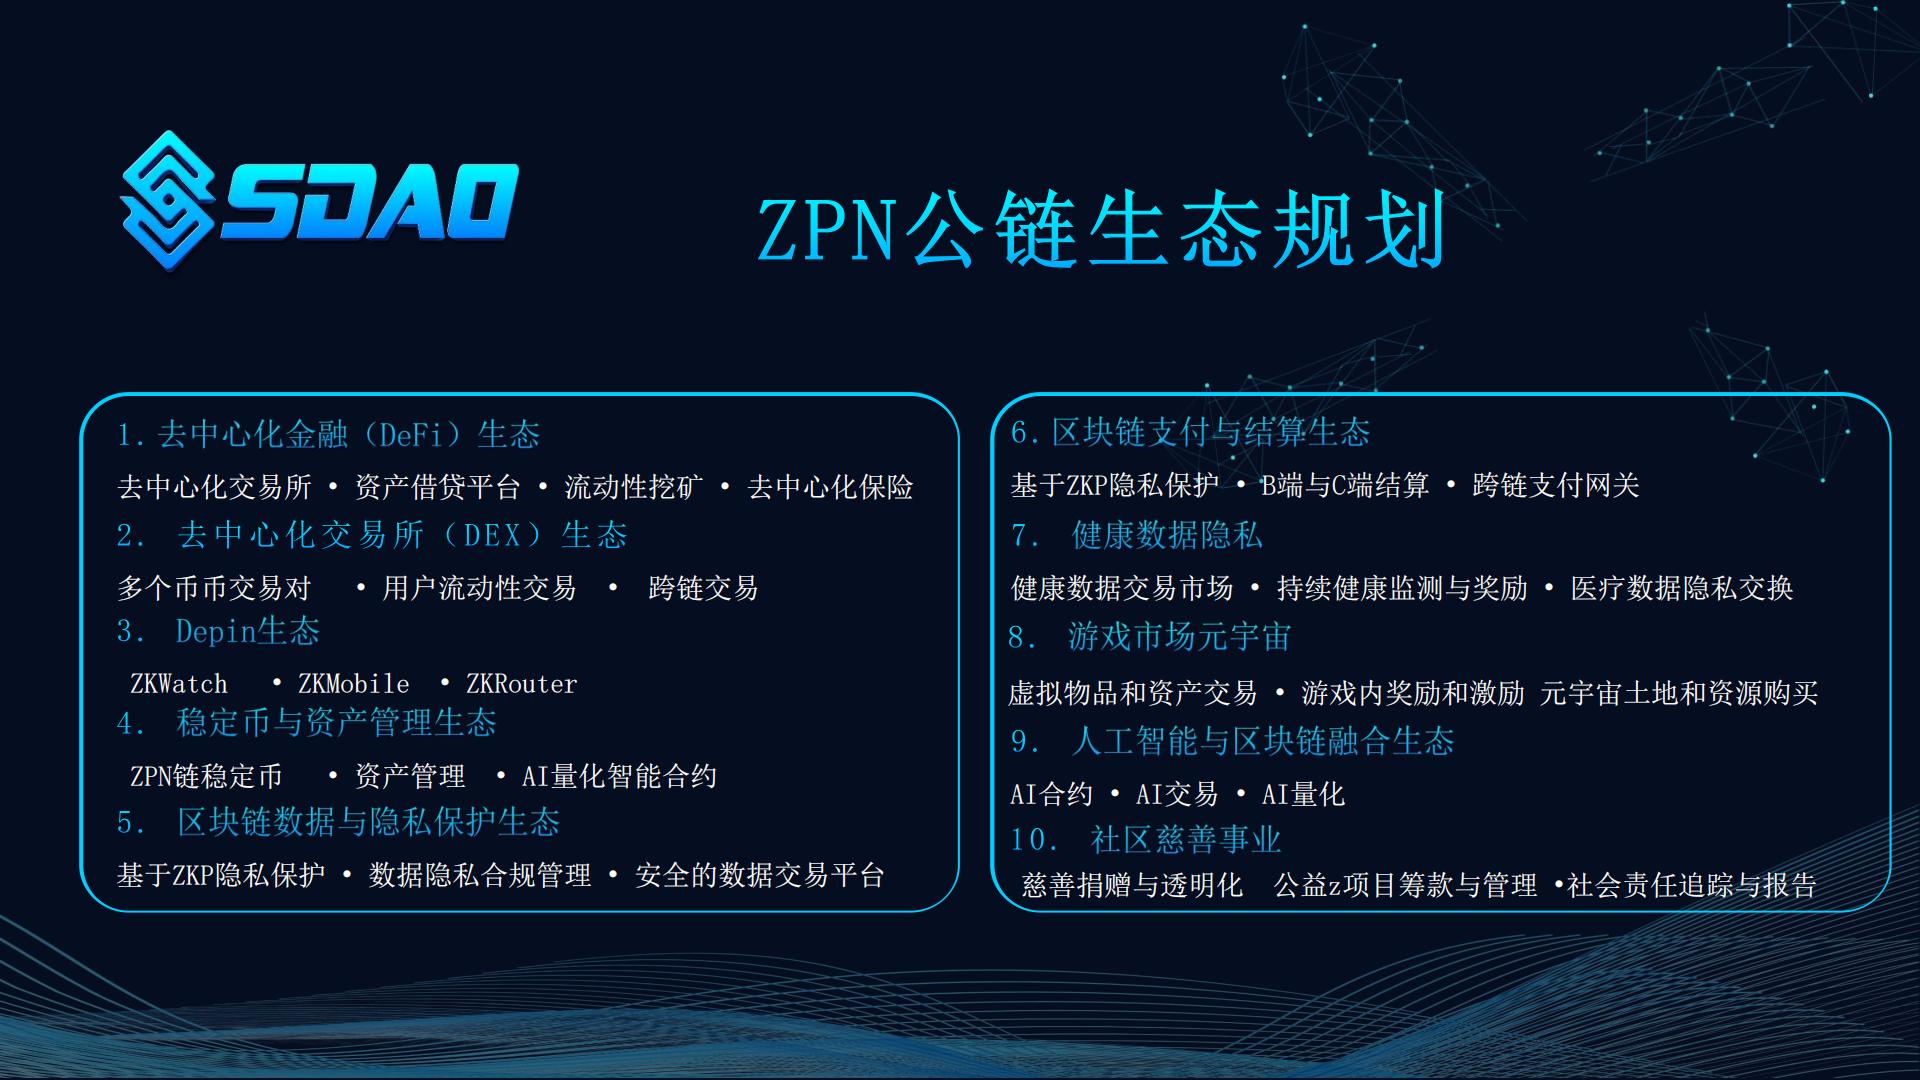 SDAO
ZPN公链生态规划
1.去中心化金融（DeFi）生态
去中心化交易所 • 资产借贷平台 • 流动性挖矿 • 去中心化保险
2. 去中心化交易所（DEX）生态
多个币币交易对 • 用户流动性交易 • 跨链交易
3. Depin生态
ZKWatch • ZKMobile • ZKRouter
4. 稳定币与资产管理生态
ZPN链稳定币 • 资产管理 • AI量化智能合约
5. 区块链数据与隐私保护生态
基于ZKP隐私保护 • 数据隐私合规管理 • 安全的数据交易平台
6.区块链支付与结算生态
基于ZKP隐私保护 • B端与C端结算 • 跨链支付网关
7. 健康数据隐私
健康数据交易市场 • 持续健康监测与奖励 • 医疗数据隐私交换
8. 游戏市场元宇宙
虚拟物品和资产交易 • 游戏内奖励和激励 元宇宙土地和资源购买
9. 人工智能与区块链融合生态
AI合约 • AI交易 • AI量化
10. 社区慈善事业
慈善捐赠与透明化 公益z项目筹款与管理 •社会责任追踪与报告